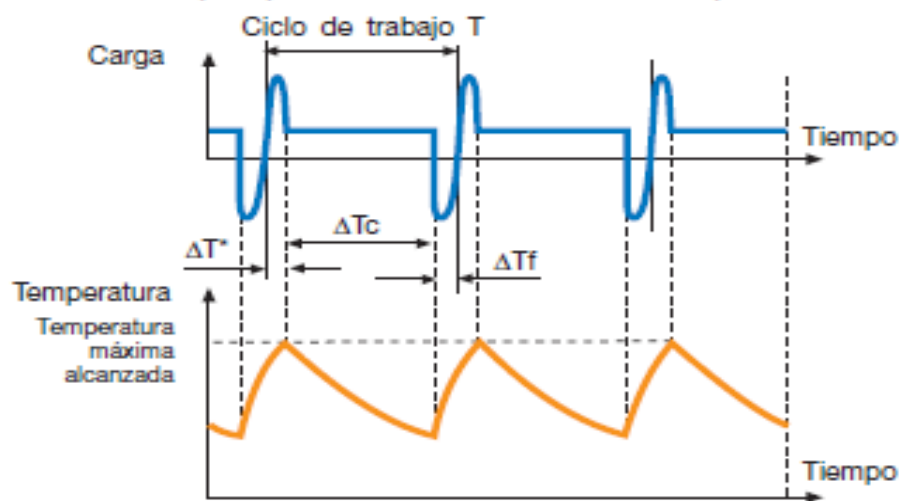 Ciclo de trabajo T
Carga
Tiempo
ΔTc
ΔT*
ΔTf
Temperatura
Temperatura
máxima
alcanzada
Tiempo